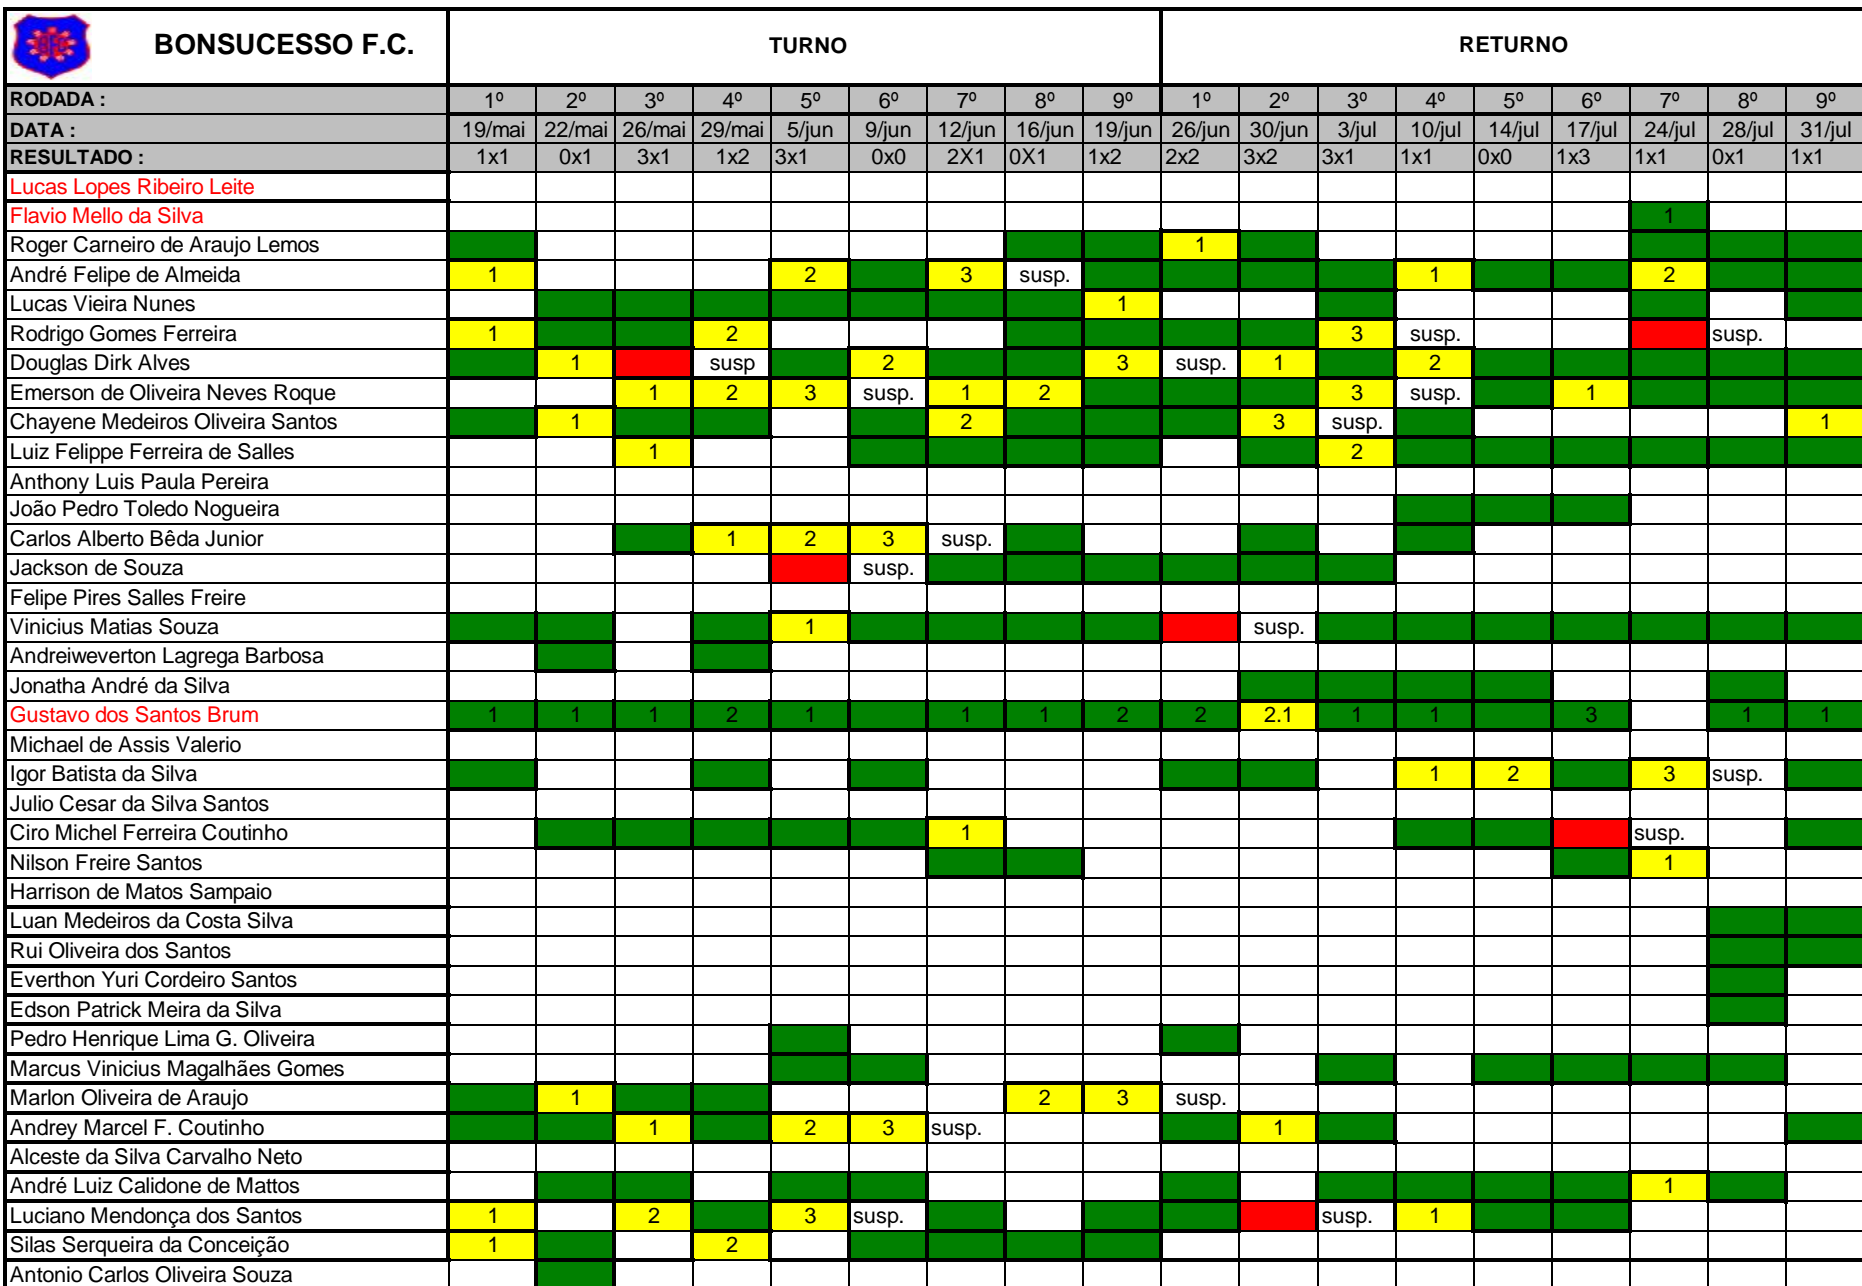 BFC BONSUCESSO F.C. TURNO RETURNO
RODADA : 1º 2º 3º 4º 5º 6º 7º 8º 9º 1º 2º 3º 4º 5º 6º 7º 8º 9º
DATA : 19/mai 22/mai 26/mai 29/mai 5/jun 9/jun 12/jun 16/jun 19/jun 26/jun 30/jun 3/jul 10/jul 14/jul 17/jul 24/jul 28/jul 31/jul
RESULTADO : 1x1 0x1 3x1 1x2 3x1 0x0 2X1 0X1 1x2 2x2 3x2 3x1 1x1 0x0 1x3 1x1 0x1 1x1
Lucas Lopes Ribeiro Leite
Flavio Mello da Silva 1
Roger Carneiro de Araujo Lemos 1
André Felipe de Almeida 1 2 3 susp. 1 2
Lucas Vieira Nunes 1
Rodrigo Gomes Ferreira 1 2 3 susp. susp.
Douglas Dirk Alves 1 susp 2 3 susp. 1 2
Emerson de Oliveira Neves Roque 1 2 3 susp. 1 2 3 susp. 1
Chayene Medeiros Oliveira Santos 1 2 3 susp. 1
Luiz Felippe Ferreira de Salles 1 2
Anthony Luis Paula Pereira
João Pedro Toledo Nogueira
Carlos Alberto Bêda Junior 1 2 3 susp.
Jackson de Souza susp.
Felipe Pires Salles Freire
Vinicius Matias Souza 1 susp.
Andreiweverton Lagrega Barbosa
Jonatha André da Silva
Gustavo dos Santos Brum 1 1 1 2 1 1 1 2 2 2.1 1 1 3 1 1
Michael de Assis Valerio
Igor Batista da Silva 1 2 3 susp.
Julio Cesar da Silva Santos
Ciro Michel Ferreira Coutinho 1 susp.
Nilson Freire Santos 1
Harrison de Matos Sampaio
Luan Medeiros da Costa Silva
Rui Oliveira dos Santos
Everthon Yuri Cordeiro Santos
Edson Patrick Meira da Silva
Pedro Henrique Lima G. Oliveira
Marcus Vinicius Magalhães Gomes
Marlon Oliveira de Araujo 1 2 3 susp.
Andrey Marcel F. Coutinho 1 2 3 susp. 1
Alceste da Silva Carvalho Neto
André Luiz Calidone de Mattos 1
Luciano Mendonça dos Santos 1 2 3 susp. susp. 1
Silas Serqueira da Conceição 1 2
Antonio Carlos Oliveira Souza